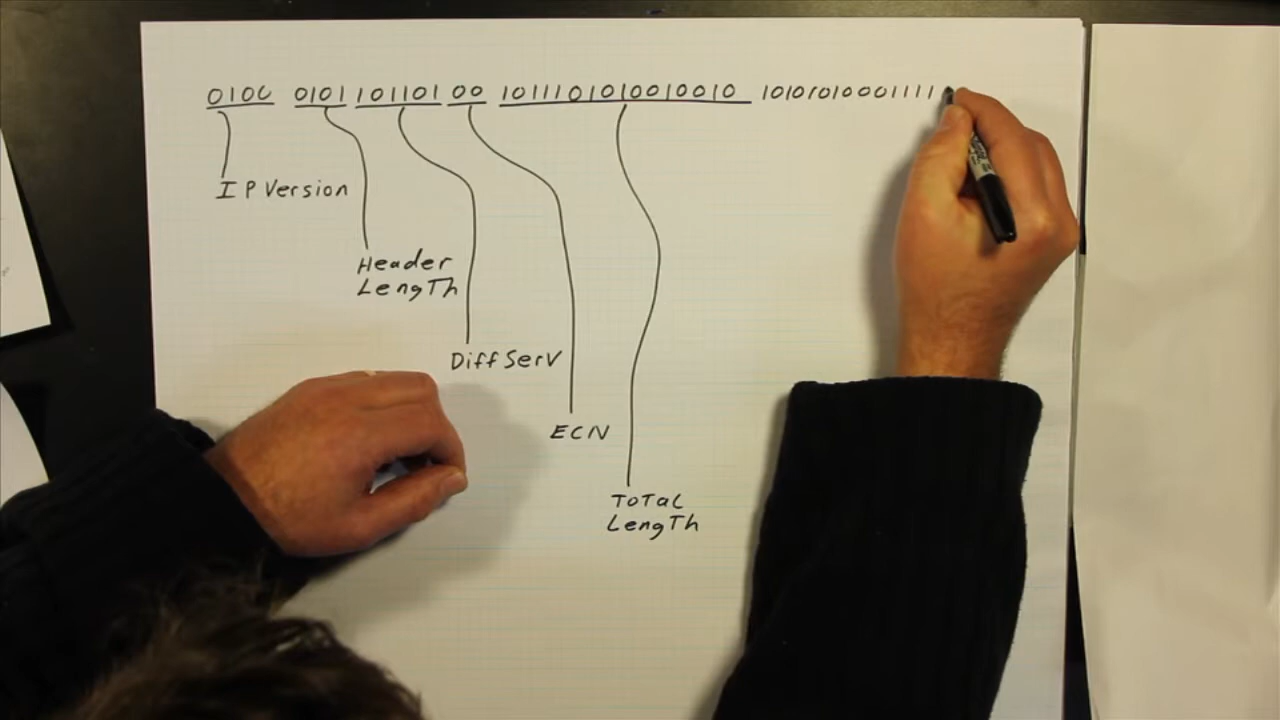 0100 0101 101101 00 1011101010010010 101010100011111
IP Version
Header
Length
DiffServ
ECN
Total
Length